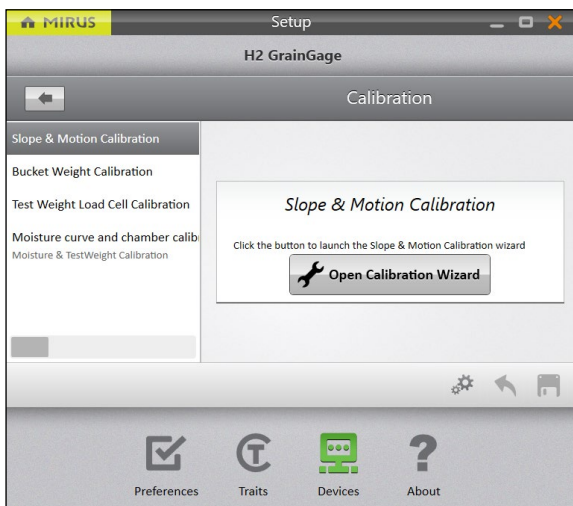 MIRUS
Setup
H2 GrainGage
Calibration
Slope & Motion Calibration
Bucket Weight Calibration
Test Weight Load Cell Calibration
Moisture curve and chamber calib
Moisture & TestWeight Calibration
Slope & Motion Calibration
Click the button to launch the Slope & Motion Calibration wizard
Open Calibration Wizard
Preferences Traits Devices About